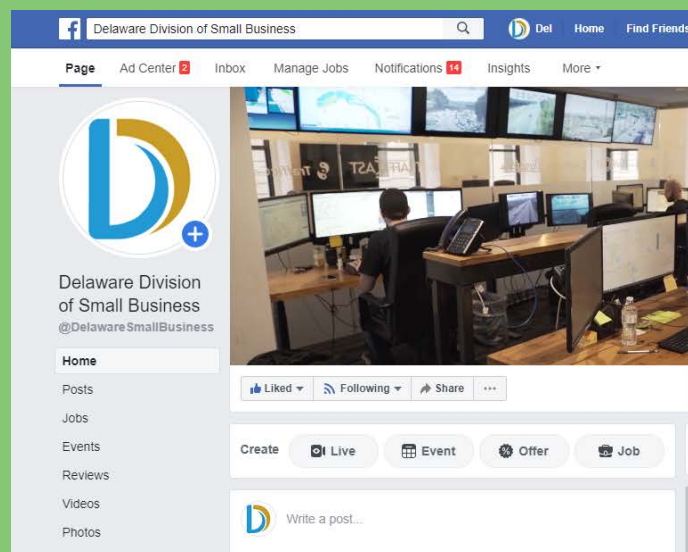 f Delaware Division of Small Business Del Home Find Friends
Page Ad Center 2 Inbox Manage Jobs Notifications 14 Insights More
Delaware Division
of Small Business
@DelawareSmallBusiness
Home
Posts
Jobs
Events
Reviews
Videos
Photos
Liked Following Share ...
Create Live Event Offer Job
Write a post...